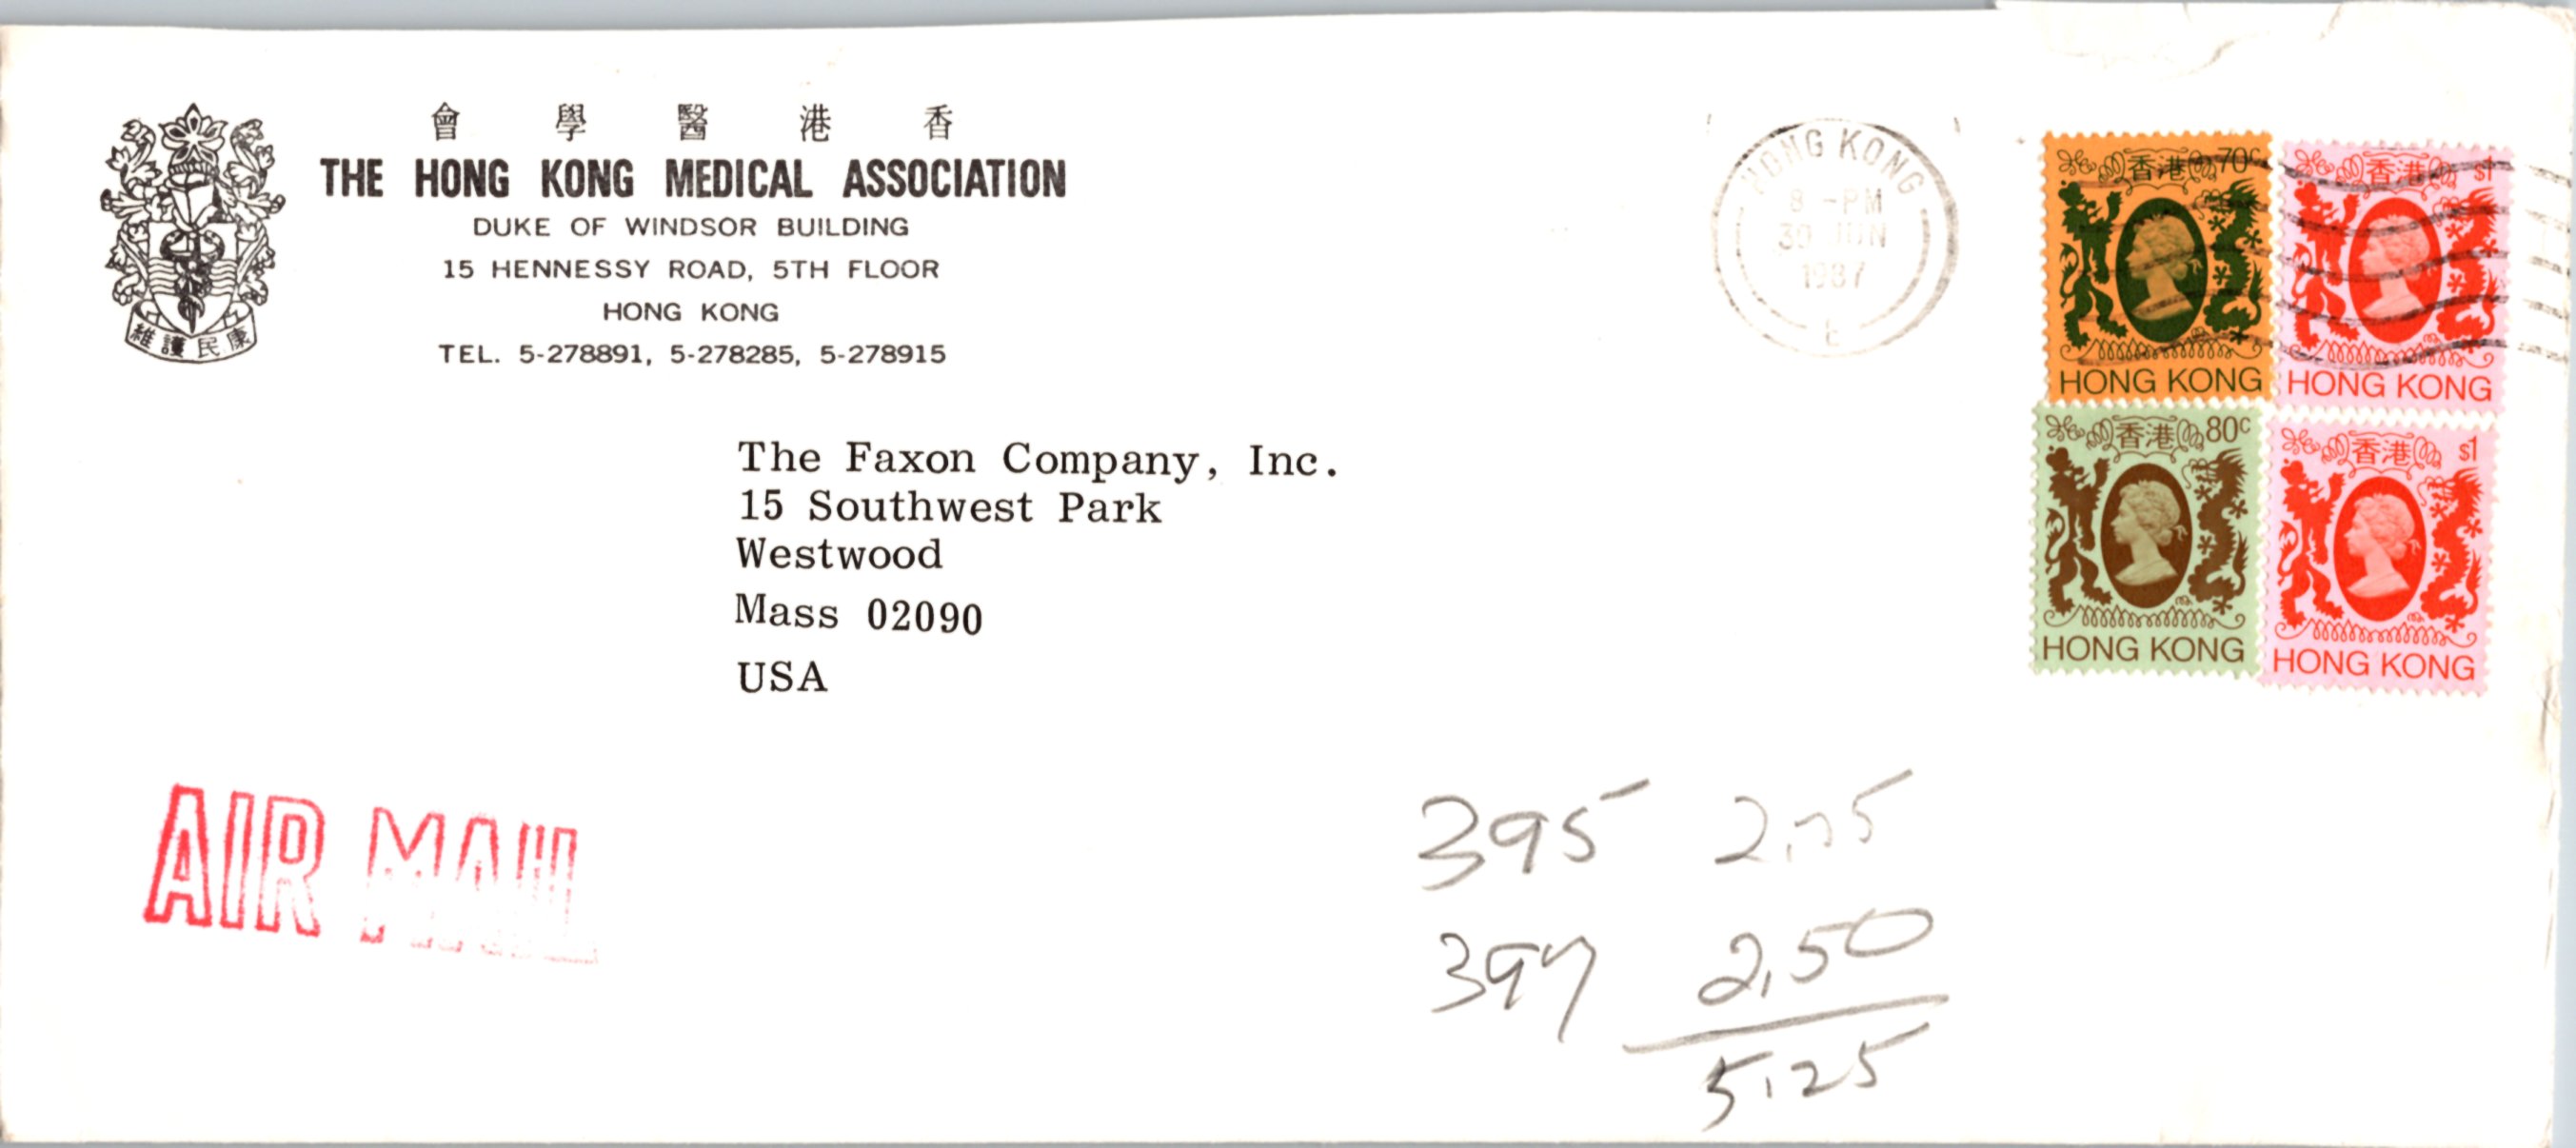 會 學 醫 港 香
THE HONG KONG MEDICAL ASSOCIATION
DUKE OF WINDSOR BUILDING
15 HENNESSY ROAD, 5TH FLOOR
HONG KONG
TEL. 5-278891, 5-278285, 5-278915
維護民康
HONG KONG
8 -PM
30 JUN
1987
E
香港 70c
HONG KONG
香港 $1
HONG KONG
香港 80c
HONG KONG
香港 $1
HONG KONG
The Faxon Company, Inc.
15 Southwest Park
Westwood
Mass 02090
USA
AIR MAIL
395 2.75
397 2.50
5.25